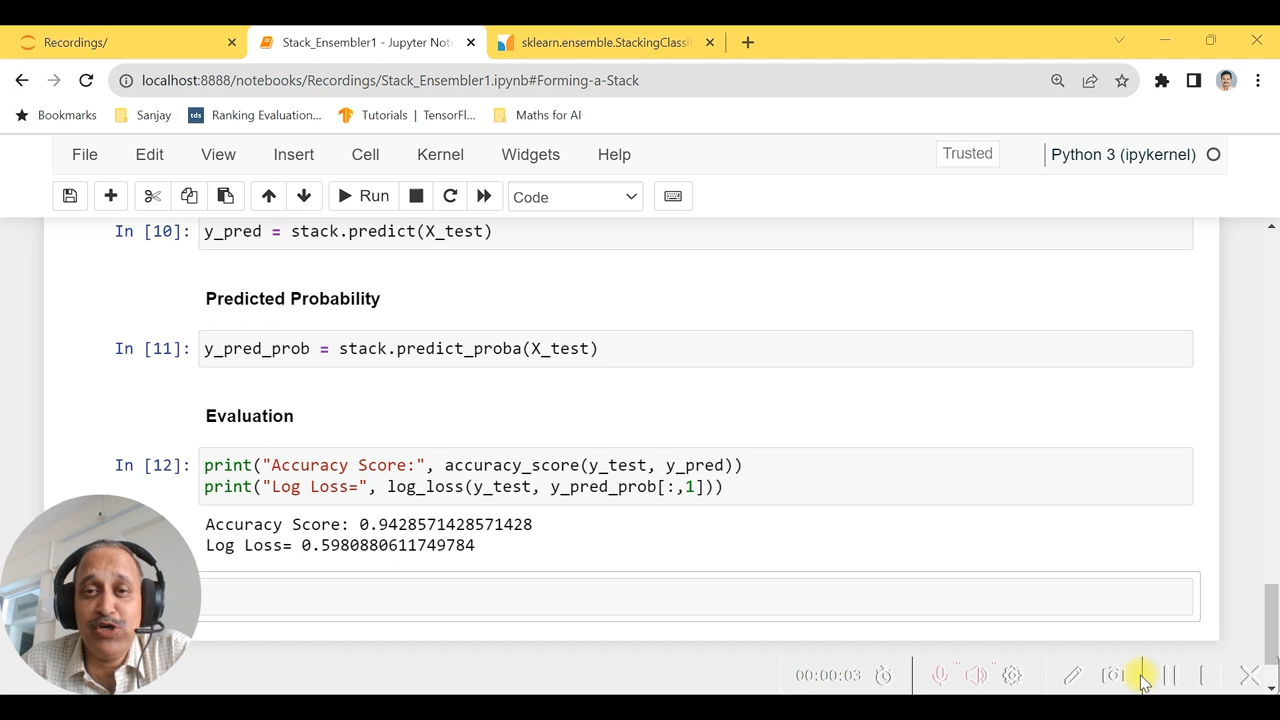 Recordings/
Stack_Ensembler1 - Jupyter Note
sklearn.ensemble.StackingClassifi
localhost:8888/notebooks/Recordings/Stack_Ensembler1.ipynb#Forming-a-Stack
Bookmarks
Sanjay
tds
Ranking Evaluation...
Tutorials | TensorFl...
Maths for AI
File
Edit
View
Insert
Cell
Kernel
Widgets
Help
Trusted
Python 3 (ipykernel)
Run
Code
In [10]: y_pred = stack.predict(X_test)
Predicted Probability
In [11]: y_pred_prob = stack.predict_proba(X_test)
Evaluation
In [12]: print("Accuracy Score:", accuracy_score(y_test, y_pred))
print("Log Loss=", log_loss(y_test, y_pred_prob[:,1]))
Accuracy Score: 0.9428571428571428
Log Loss= 0.5980880611749784
00:00:03